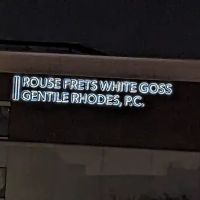 ROUSE FRETS WHITE GOSS
GENTILE RHODES, P.C.